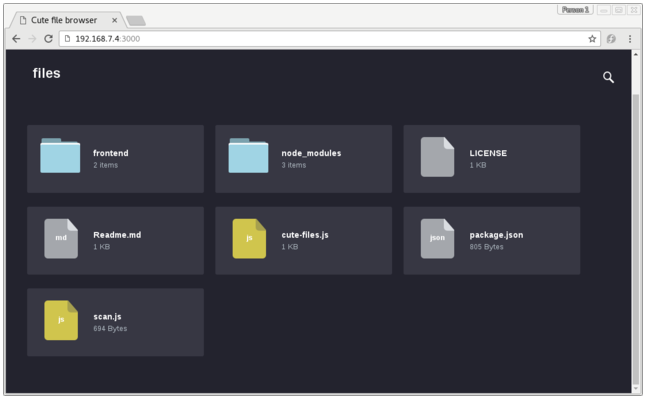 Person 1
Cute file browser
192.168.7.4:3000
files
frontend
2 items
node_modules
3 items
LICENSE
1 KB
md
Readme.md
1 KB
js
cute-files.js
1 KB
json
package.json
805 Bytes
js
scan.js
694 Bytes